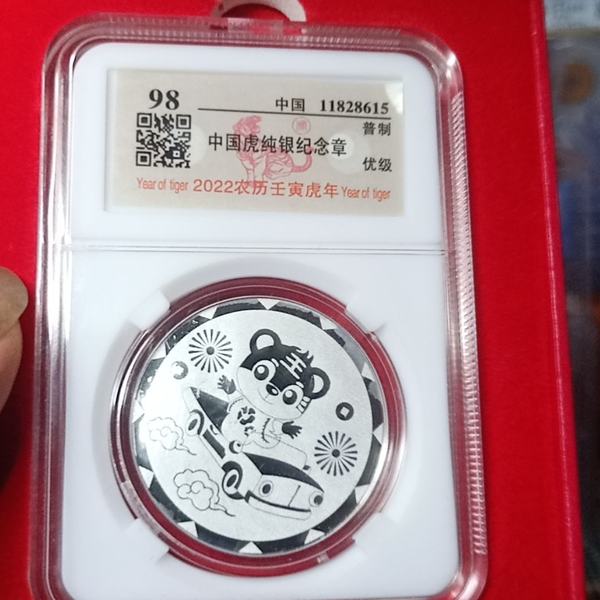 98
中国 11828615
普制
中国虎纯银纪念章
优级
Year of tiger 2022农历壬寅虎年 Year of tiger
王